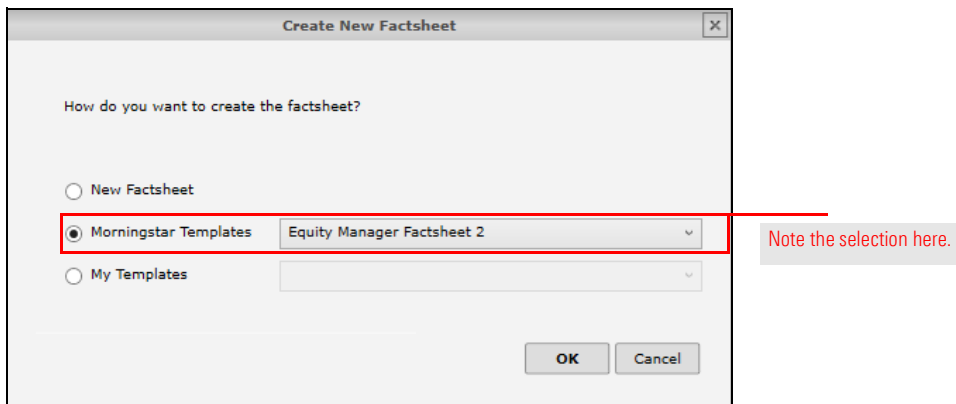 Create New Factsheet
How do you want to create the factsheet?
New Factsheet
Morningstar Templates Equity Manager Factsheet 2
Note the selection here.
My Templates
OK Cancel